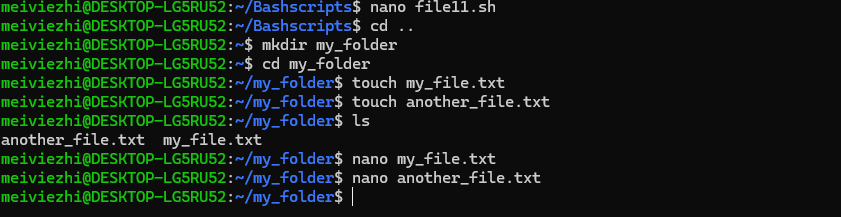 meiviezhi@DESKTOP-LG5RU52:~/Bashscripts$ nano file11.sh
meiviezhi@DESKTOP-LG5RU52:~/Bashscripts$ cd ..
meiviezhi@DESKTOP-LG5RU52:~$ mkdir my_folder
meiviezhi@DESKTOP-LG5RU52:~$ cd my_folder
meiviezhi@DESKTOP-LG5RU52:~/my_folder$ touch my_file.txt
meiviezhi@DESKTOP-LG5RU52:~/my_folder$ touch another_file.txt
meiviezhi@DESKTOP-LG5RU52:~/my_folder$ ls
another_file.txt  my_file.txt
meiviezhi@DESKTOP-LG5RU52:~/my_folder$ nano my_file.txt
meiviezhi@DESKTOP-LG5RU52:~/my_folder$ nano another_file.txt
meiviezhi@DESKTOP-LG5RU52:~/my_folder$